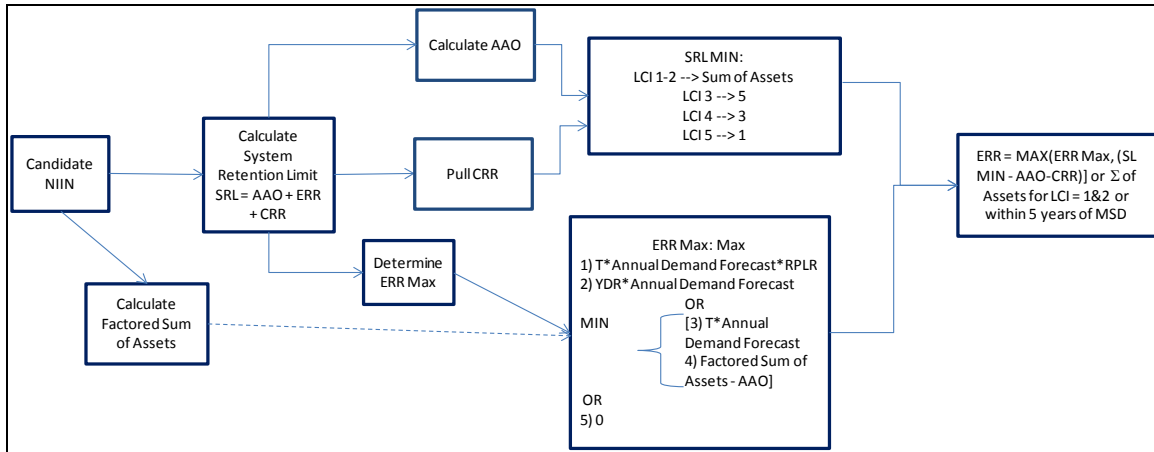 Candidate
NIIN
Calculate
Factored Sum
of Assets
Calculate
System
Retention Limit
SRL = AAO + ERR
+ CRR
Calculate AAO
Pull CRR
Determine
ERR Max
SRL MIN:
LCI 1-2 --> Sum of Assets
LCI 3 --> 5
LCI 4 --> 3
LCI 5 --> 1
ERR Max: Max
1) T*Annual Demand Forecast*RPLR
2) YDR*Annual Demand Forecast
OR
MIN
[3) T*Annual
Demand Forecast
4) Factored Sum of
Assets - AAO]
OR
5) 0
ERR = MAX(ERR Max, (SL
MIN - AAO-CRR)] or Σ of
Assets for LCI = 1&2 or
within 5 years of MSD